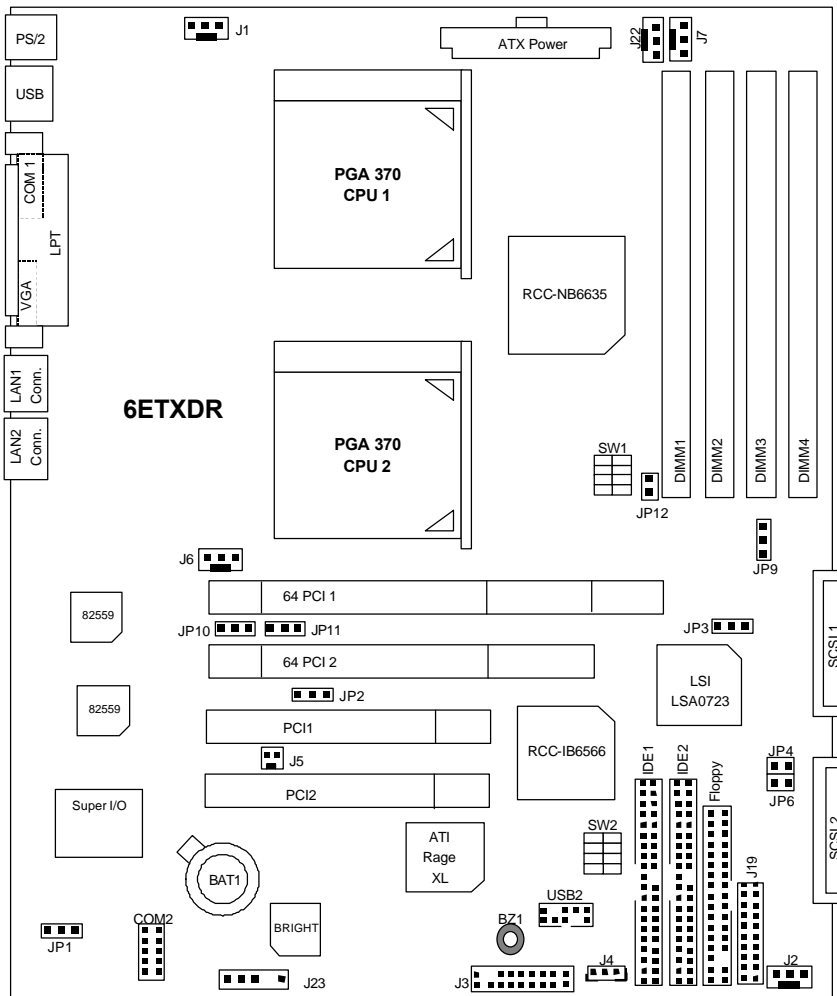 J1
ATX Power
J22
J7
PS/2
USB
COM 1
LPT
VGA
LAN1
Conn.
LAN2
Conn.
PGA 370
CPU 1
RCC-NB6635
6ETXDR
PGA 370
CPU 2
SW1
JP12
DIMM1
DIMM2
DIMM3
DIMM4
JP9
J6
64 PCI 1
82559
JP10
JP11
JP3
SCSI 1
64 PCI 2
LSI
LSA0723
82559
JP2
PCI1
RCC-IB6566
J5
IDE1
IDE2
Floppy
JP4
JP6
PCI2
Super I/O
SCSI 2
ATI
Rage
XL
SW2
BAT1
J19
USB2
COM2
BZ1
BRIGHT
JP1
J23
J3
J4
J2